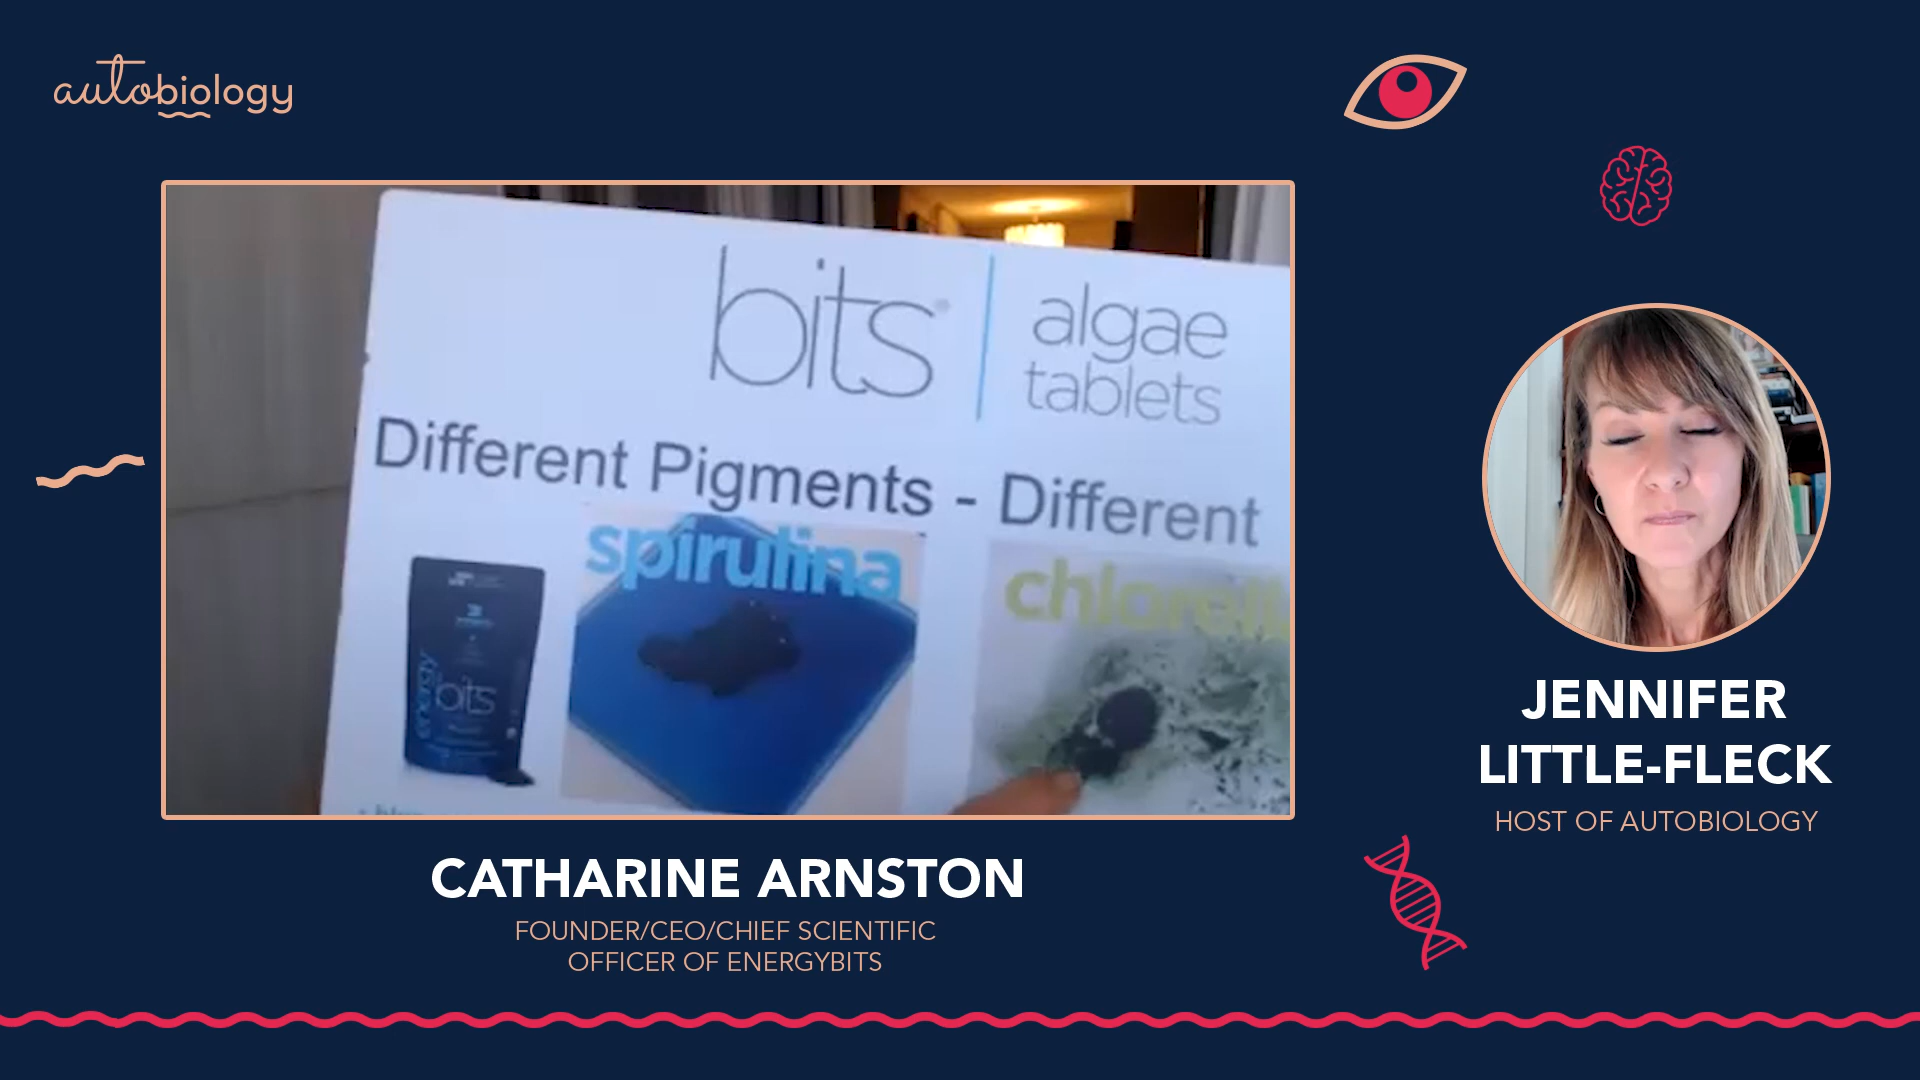 autobiology
bits® | algae
tablets
Different Pigments - Different
spirulina
energy
bits
CATHARINE ARNSTON
FOUNDER/CEO/CHIEF SCIENTIFIC
OFFICER OF ENERGYBITS
JENNIFER
LITTLE-FLECK
HOST OF AUTOBIOLOGY